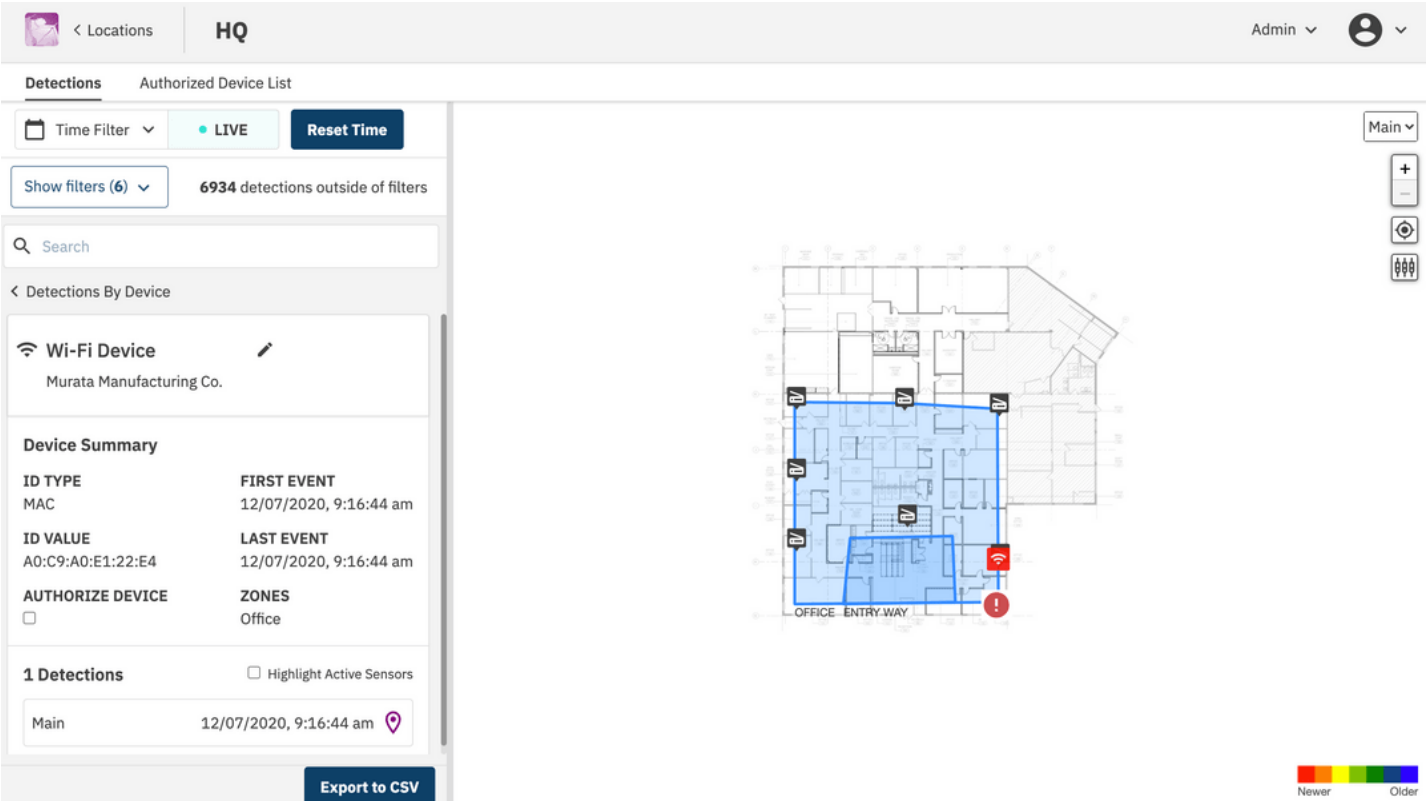 Locations
HQ
Admin
Detections
Authorized Device List
Time Filter
LIVE
Reset Time
Show filters (6)
6934 detections outside of filters
Search
Detections By Device
Wi-Fi Device
Murata Manufacturing Co.
Device Summary
ID TYPE
FIRST EVENT
MAC
12/07/2020, 9:16:44 am
ID VALUE
LAST EVENT
A0:C9:A0:E1:22:E4
12/07/2020, 9:16:44 am
AUTHORIZE DEVICE
ZONES
Office
1 Detections
Highlight Active Sensors
Main
12/07/2020, 9:16:44 am
Export to CSV
Main
+
−
OFFICE
ENTRY WAY
!
Newer
Older